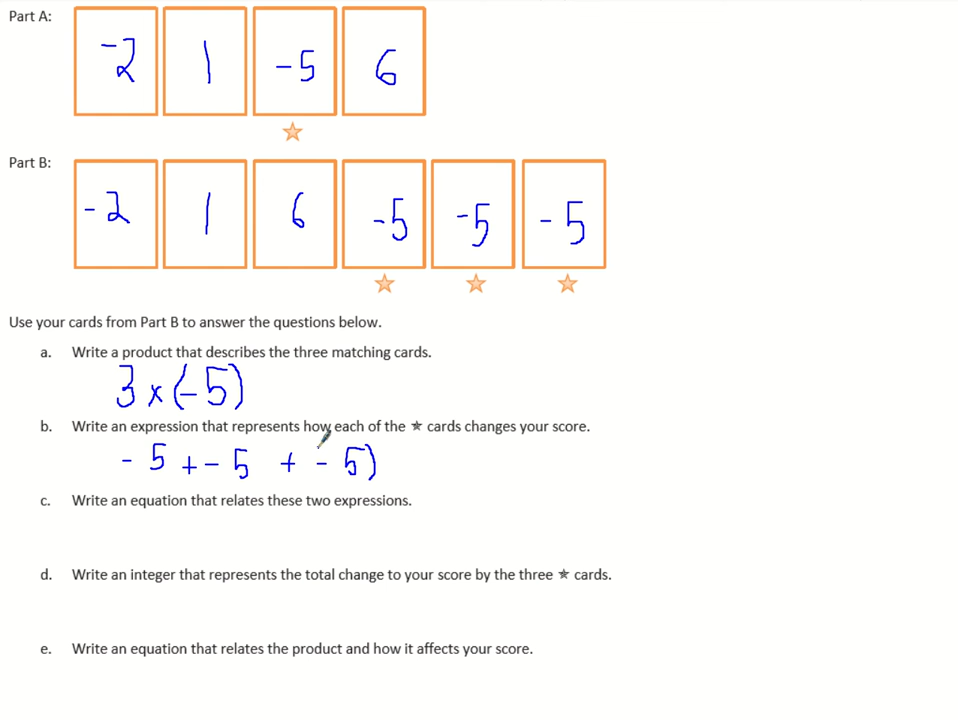 Part A:
-2 1 -5 6
Part B:
-2 1 6 -5 -5 -5
Use your cards from Part B to answer the questions below.
a. Write a product that describes the three matching cards.
3 x (-5)
b. Write an expression that represents how each of the ★ cards changes your score.
-5 + -5 + -5)
c. Write an equation that relates these two expressions.
d. Write an integer that represents the total change to your score by the three ★ cards.
e. Write an equation that relates the product and how it affects your score.